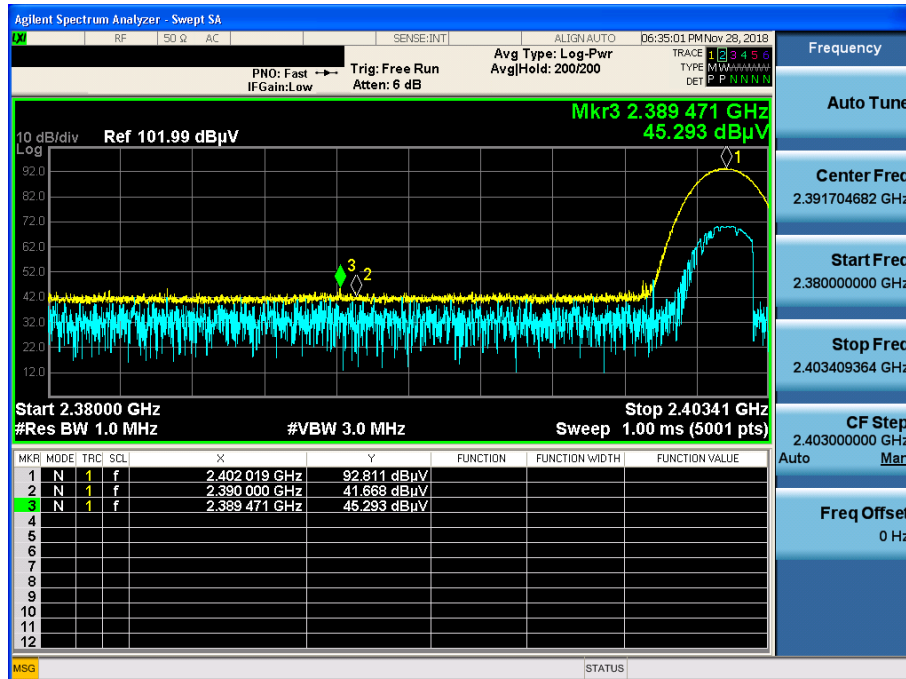 Agilent Spectrum Analyzer - Swept SA
LXI RF 50 Ω AC SENSE:INT ALIGN AUTO 06:35:01 PM Nov 28, 2018
PNO: Fast
IFGain:Low
Trig: Free Run
Atten: 6 dB
Avg Type: Log-Pwr
Avg|Hold: 200/200
TRACE 1 2 3 4 5 6
TYPE M W W W W W
DET P P N N N N
Mkr3 2.389 471 GHz
45.293 dBµV
10 dB/div Ref 101.99 dBµV
Log
92.0
82.0
72.0
62.0
52.0
42.0
32.0
22.0
12.0
1
3
2
Start 2.38000 GHz Stop 2.40341 GHz
#Res BW 1.0 MHz #VBW 3.0 MHz Sweep 1.00 ms (5001 pts)
MKR MODE TRC SCL X Y FUNCTION FUNCTION WIDTH FUNCTION VALUE
1 N 1 f 2.402 019 GHz 92.811 dBµV
2 N 1 f 2.390 000 GHz 41.668 dBµV
3 N 1 f 2.389 471 GHz 45.293 dBµV
4
5
6
7
8
9
10
11
12
MSG STATUS
Frequency
Auto Tune
Center Freq
2.391704682 GHz
Start Freq
2.380000000 GHz
Stop Freq
2.403409364 GHz
CF Step
2.403000000 GHz
Auto Man
Freq Offset
0 Hz